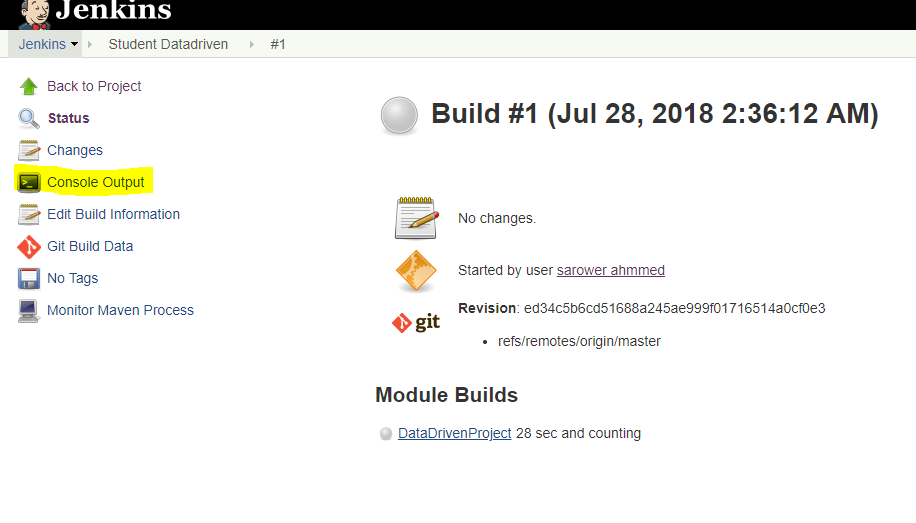 Jenkins
Jenkins Student Datadriven #1
Back to Project
Status
Changes
Console Output
Edit Build Information
Git Build Data
No Tags
Monitor Maven Process
Build #1 (Jul 28, 2018 2:36:12 AM)
No changes.
Started by user sarower ahmmed
git
Revision: ed34c5b6cd51688a245ae999f01716514a0cf0e3
refs/remotes/origin/master
Module Builds
DataDrivenProject 28 sec and counting